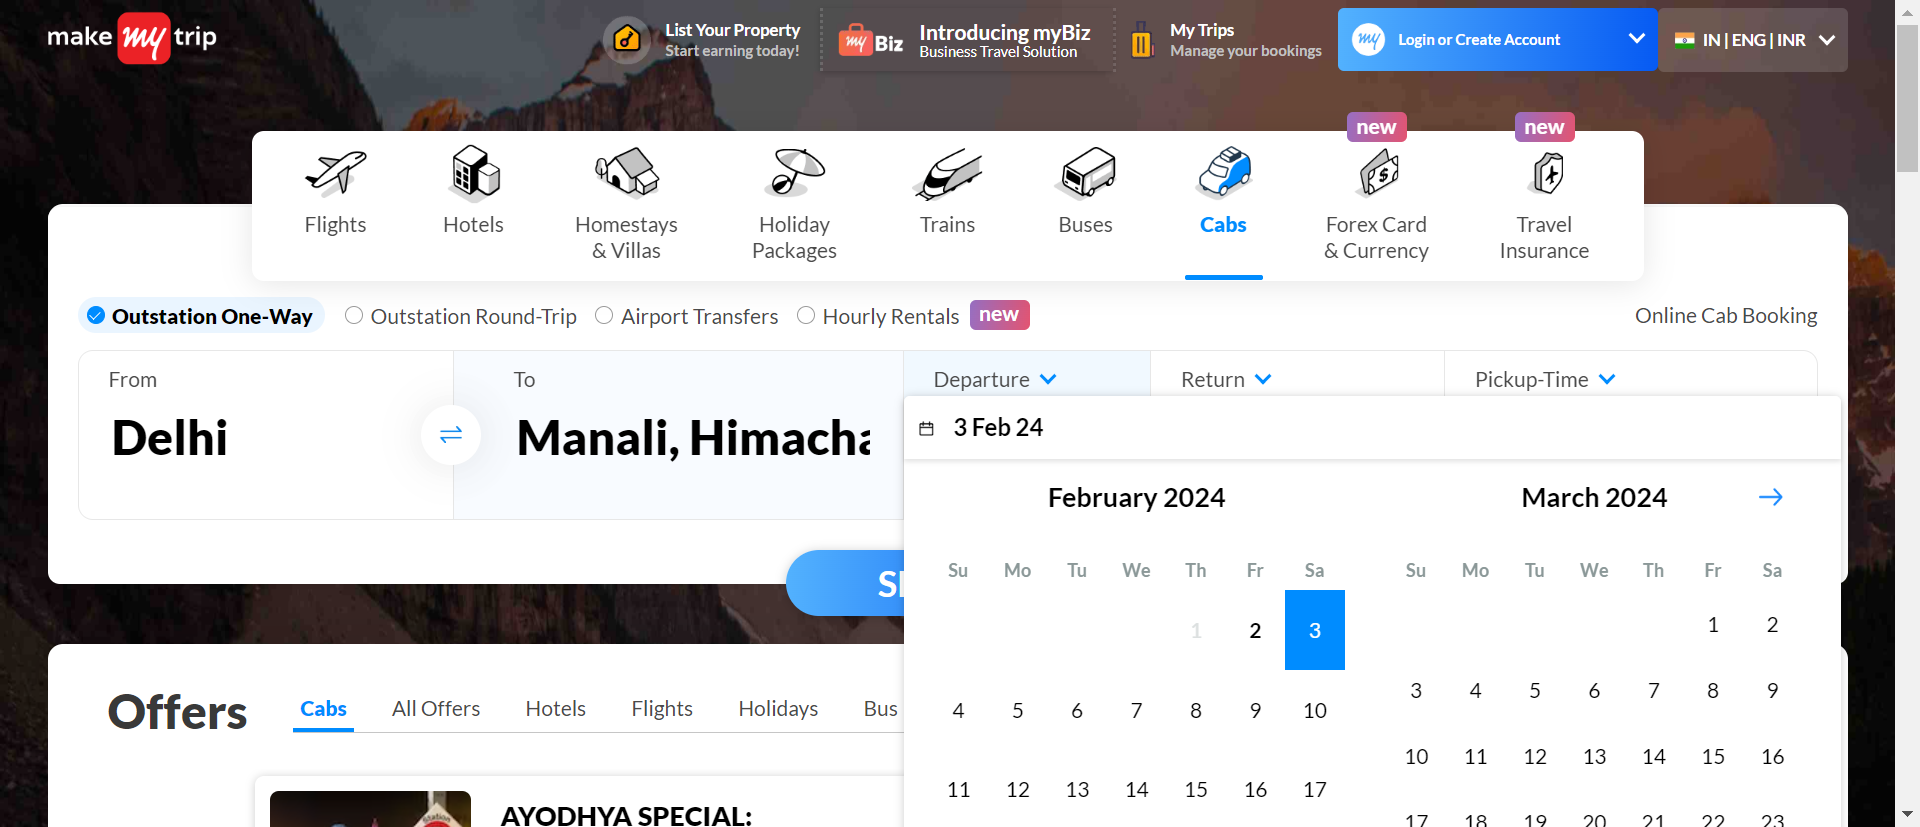 make my trip
List Your Property
Start earning today!
my Biz
Introducing myBiz
Business Travel Solution
My Trips
Manage your bookings
my
Login or Create Account
IN | ENG | INR
new
new
Flights
Hotels
Homestays
& Villas
Holiday
Packages
Trains
Buses
Cabs
Forex Card
& Currency
Travel
Insurance
Outstation One-Way
Outstation Round-Trip
Airport Transfers
Hourly Rentals
new
Online Cab Booking
From
Delhi
To
Manali, Himacha
Departure
Return
Pickup-Time
3 Feb 24
February 2024
Su Mo Tu We Th Fr Sa
1 2 3
4 5 6 7 8 9 10
11 12 13 14 15 16 17
March 2024
Su Mo Tu We Th Fr Sa
1 2
3 4 5 6 7 8 9
10 11 12 13 14 15 16
17 18 19 20 21 22 23
Offers
Cabs
All Offers
Hotels
Flights
Holidays
Bus
Station
AYODHYA SPECIAL: